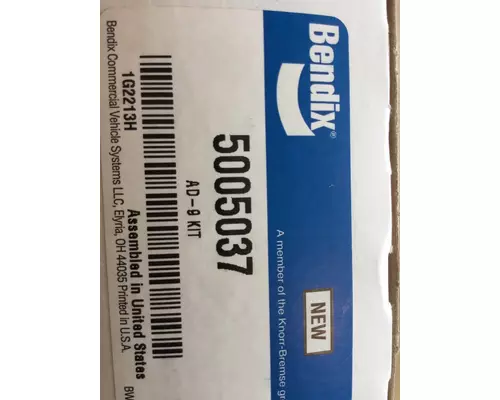 Bendix
A member of the Knorr-Bremse
NEW
5005037
AD-9 KIT
1G2213H
Assembled in United States
Bendix Commercial Vehicle Systems LLC, Elyria, OH 44035 Printed in U.S.A.
BW